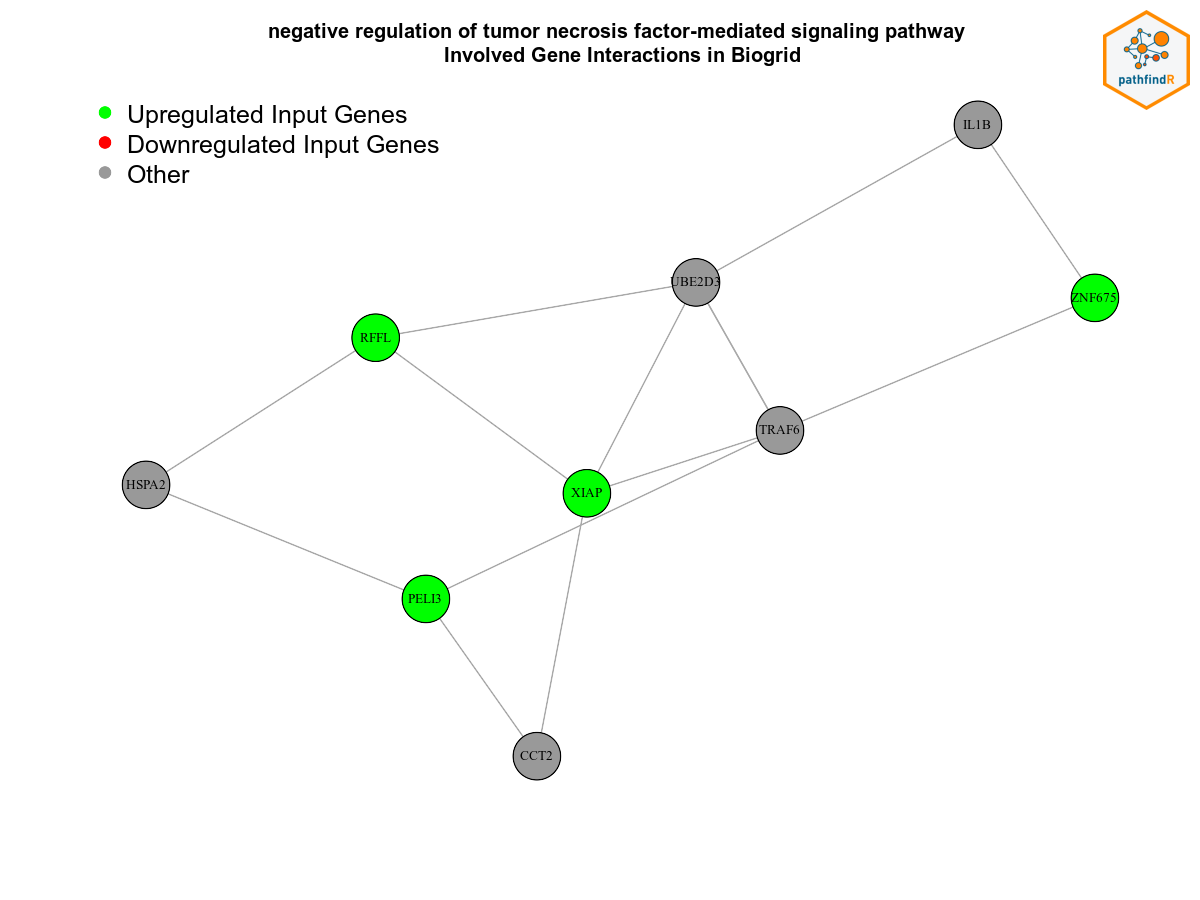 negative regulation of tumor necrosis factor-mediated signaling pathway
Involved Gene Interactions in Biogrid
pathfindR
Upregulated Input Genes
Downregulated Input Genes
Other
IL1B
UBE2D3
ZNF675
RFFL
TRAF6
HSPA2
XIAP
PELI3
CCT2